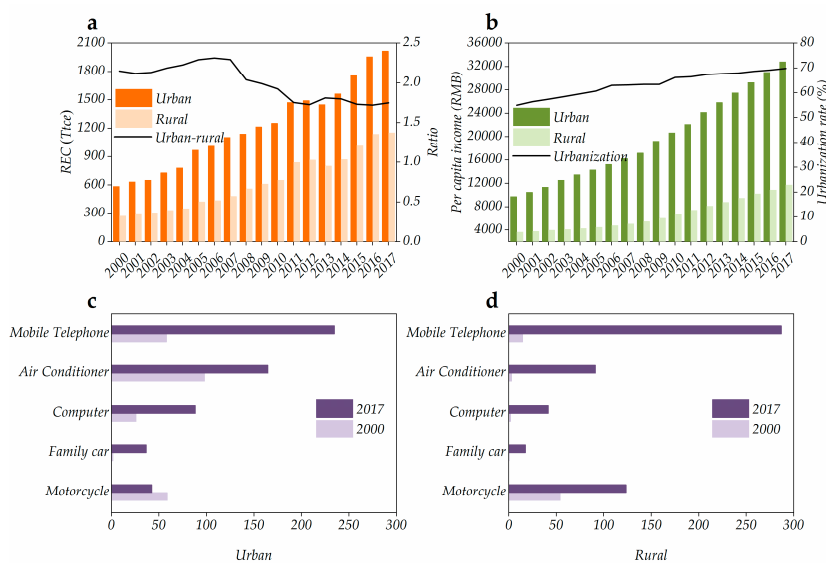 a
2100
1800
1500
1200
900
600
300
0
REC (Ttce)
Urban
Rural
Urban-rural
2.5
2.0
1.5
1.0
0.5
0.0
Retio
2000 2001 2002 2003 2004 2005 2006 2007 2008 2009 2010 2011 2012 2013 2014 2015 2016 2017
b
36000
32000
28000
24000
20000
16000
12000
8000
4000
Per capita income (RMB)
Urban
Rural
Urbanization
80
70
60
50
40
30
20
10
0
Urbanization rate (%)
2000 2001 2002 2003 2004 2005 2006 2007 2008 2009 2010 2011 2012 2013 2014 2015 2016 2017
c
Mobile Telephone
Air Conditioner
Computer
Family car
Motorcycle
2017
2000
0 50 100 150 200 250 300
Urban
d
Mobile Telephone
Air Conditioner
Computer
Family car
Motorcycle
2017
2000
0 50 100 150 200 250 300
Rural